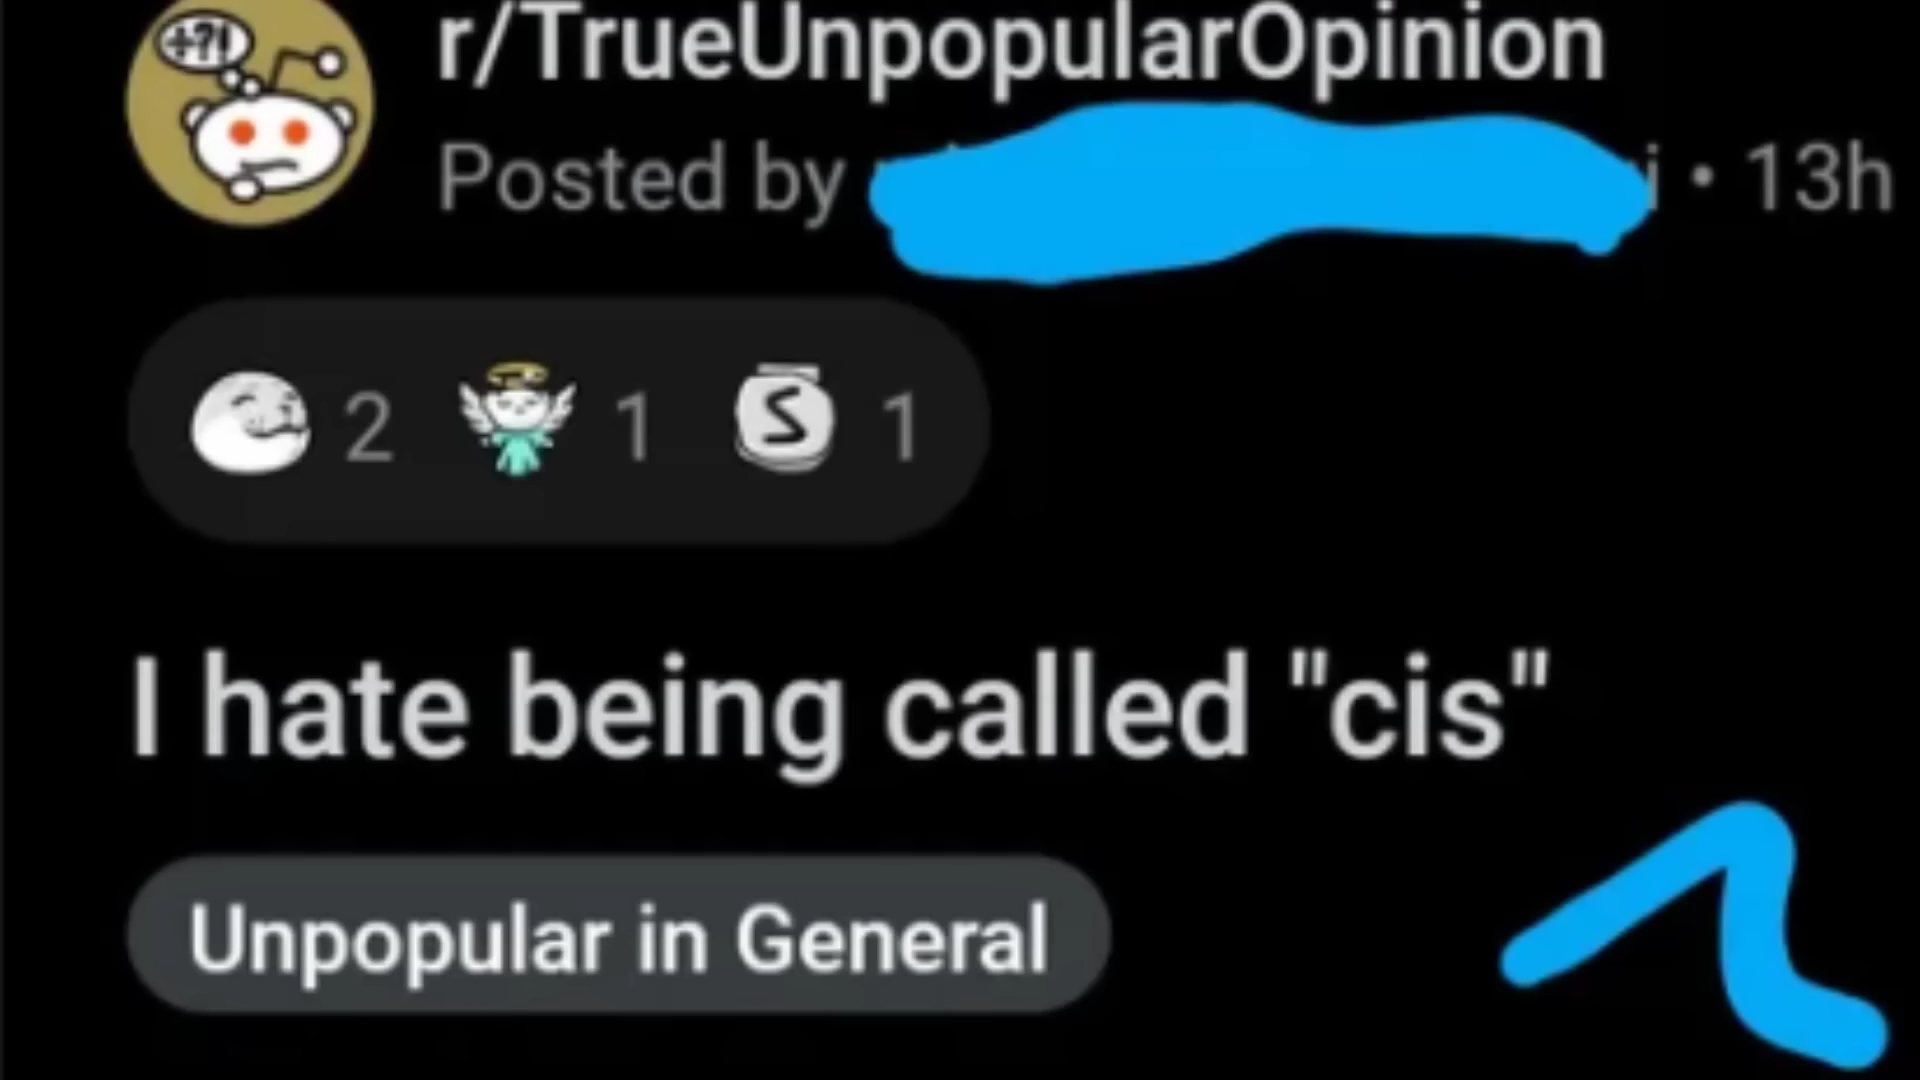 ÷?!
r/TrueUnpopularOpinion
Posted by • 13h
2 1 S 1
I hate being called "cis"
Unpopular in General